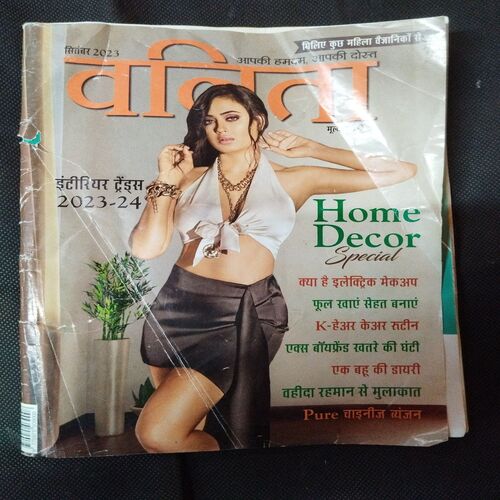 सितंबर 2023
मिलिए कुछ महिला वैज्ञानिकों से
आपकी हमदम, आपकी दोस्त
वनिता
इंटीरियर ट्रेंड्स
2023-24
Home
Decor
Special
क्या है इलेक्ट्रिक मेकअप
फूल खाएं सेहत बनाएं
K-हेअर केअर रूटीन
एक्स बॉयफ्रेंड खतरे की घंटी
एक बहू की डायरी
वहीदा रहमान से मुलाकात
Pure चाइनीज व्यंजन